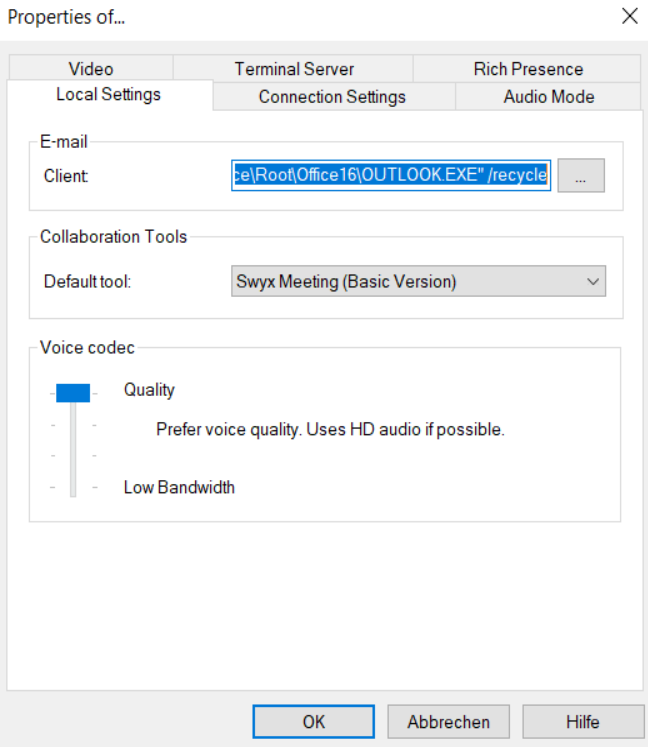 Properties of...
Video Terminal Server Rich Presence
Local Settings Connection Settings Audio Mode
E-mail
Client: ce\Root\Office16\OUTLOOK.EXE" /recycle ...
Collaboration Tools
Default tool: Swyx Meeting (Basic Version)
Voice codec
Quality
Prefer voice quality. Uses HD audio if possible.
Low Bandwidth
OK Abbrechen Hilfe